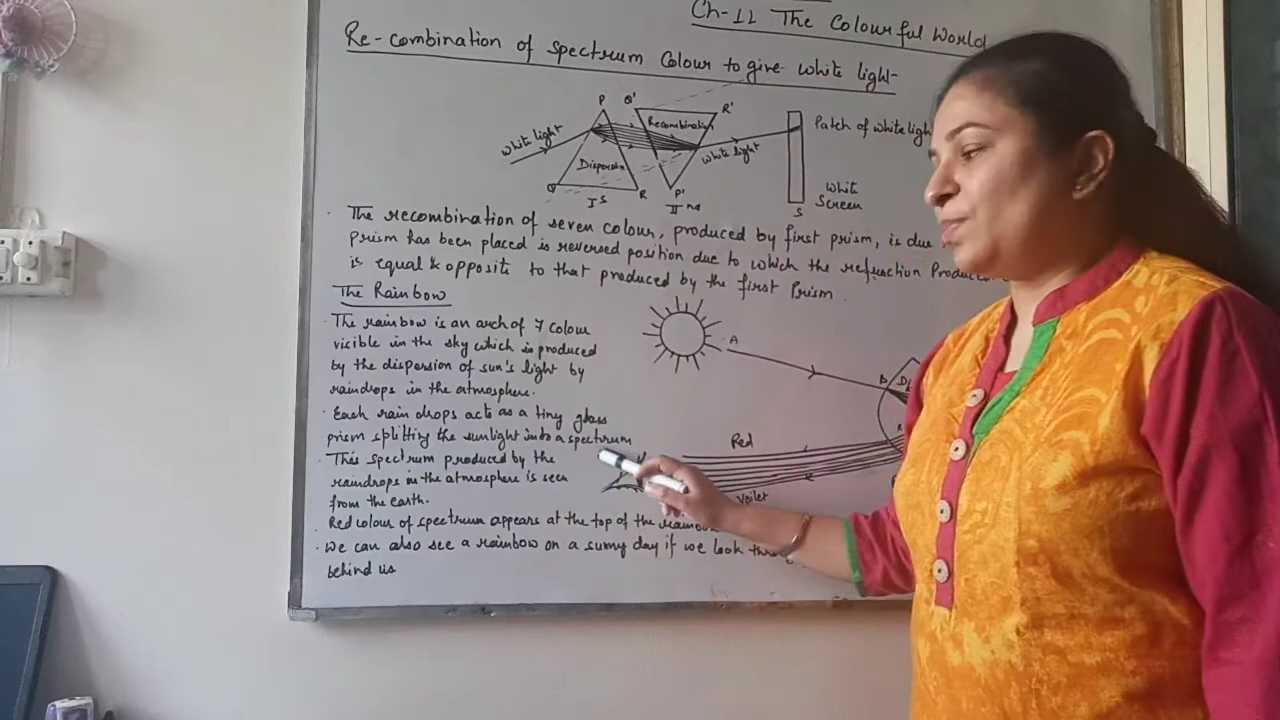 Ch-11 The Colourful World
Re-combination of spectrum Colour to give white light-
P Q' R'
Recombination
White light
Dispersion
White light
Patch of white ligh
Q R P'
Ist IInd
S
White
Screen
. The recombination of seven colour, produced by first prism, is due
prism has been placed in reversed position due to which the refraction Produce
is equal & opposite to that produced by the first Prism.
The Rainbow
. The rainbow is an arch of 7 colour
visible in the sky which is produced
by the dispersion of sun's light by
raindrops in the atmosphere.
. Each rain drops acts as a tiny glass
prism splitting the sunlight into a spectrum
. This spectrum produced by the
raindrops in the atmosphere is seen
from the earth.
. Red colour of spectrum appears at the top of the
. We can also see a rainbow on a sunny day if we look
behind us
A
B
Red
Voilet